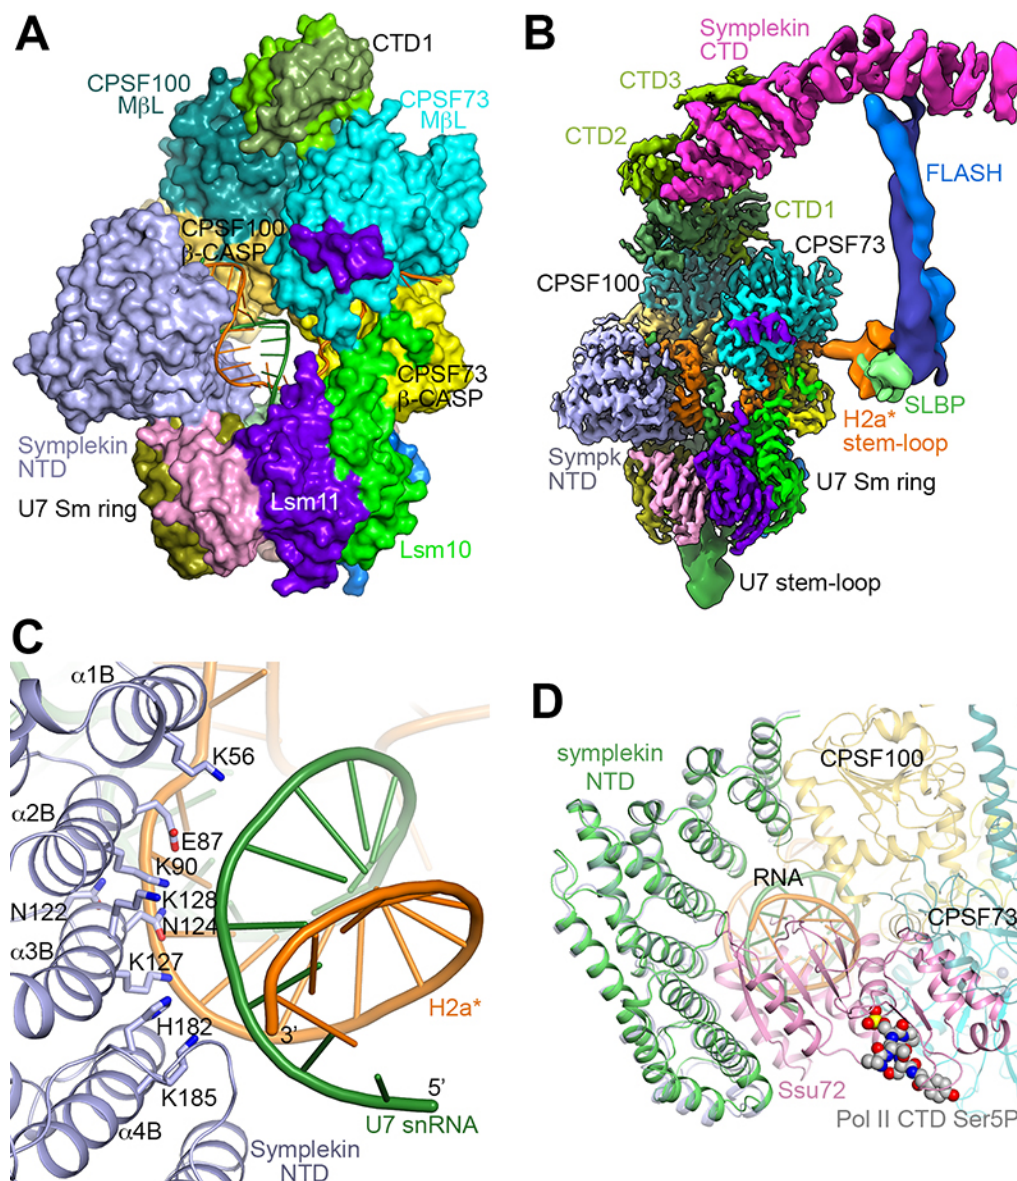 A
CTD1
CPSF100
MβL
CPSF73
MβL
CPSF100
β-CASP
CPSF73
β-CASP
Symplekin
NTD
U7 Sm ring
Lsm11
Lsm10
B
Symplekin
CTD
CTD3
CTD2
FLASH
CTD1
CPSF73
CPSF100
SLBP
H2a*
stem-loop
Sympk
NTD
U7 Sm ring
U7 stem-loop
C
α1B
K56
α2B
E87
K90
K128
N122
N124
α3B
K127
H2a*
3’
H182
K185
5’
α4B
U7 snRNA
Symplekin
NTD
D
symplekin
NTD
CPSF100
RNA
CPSF73
Ssu72
Pol II CTD Ser5P